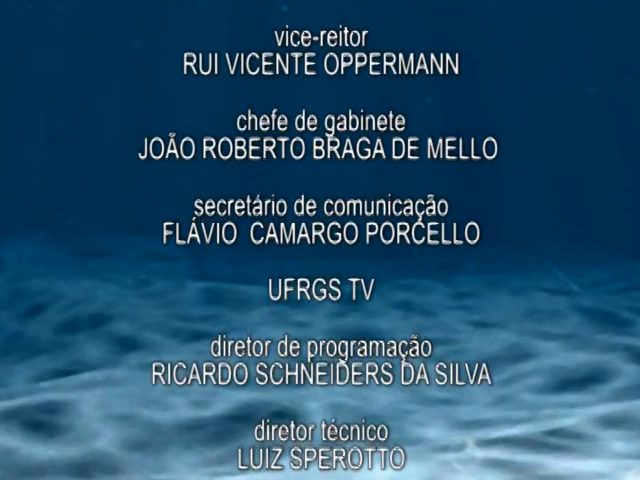 vice-reitor
RUI VICENTE OPPERMANN
chefe de gabinete
JOÃO ROBERTO BRAGA DE MELLO
secretário de comunicação
FLÁVIO CAMARGO PORCELLO
UFRGS TV
diretor de programação
RICARDO SCHNEIDERS DA SILVA
diretor técnico
LUIZ SPEROTTO